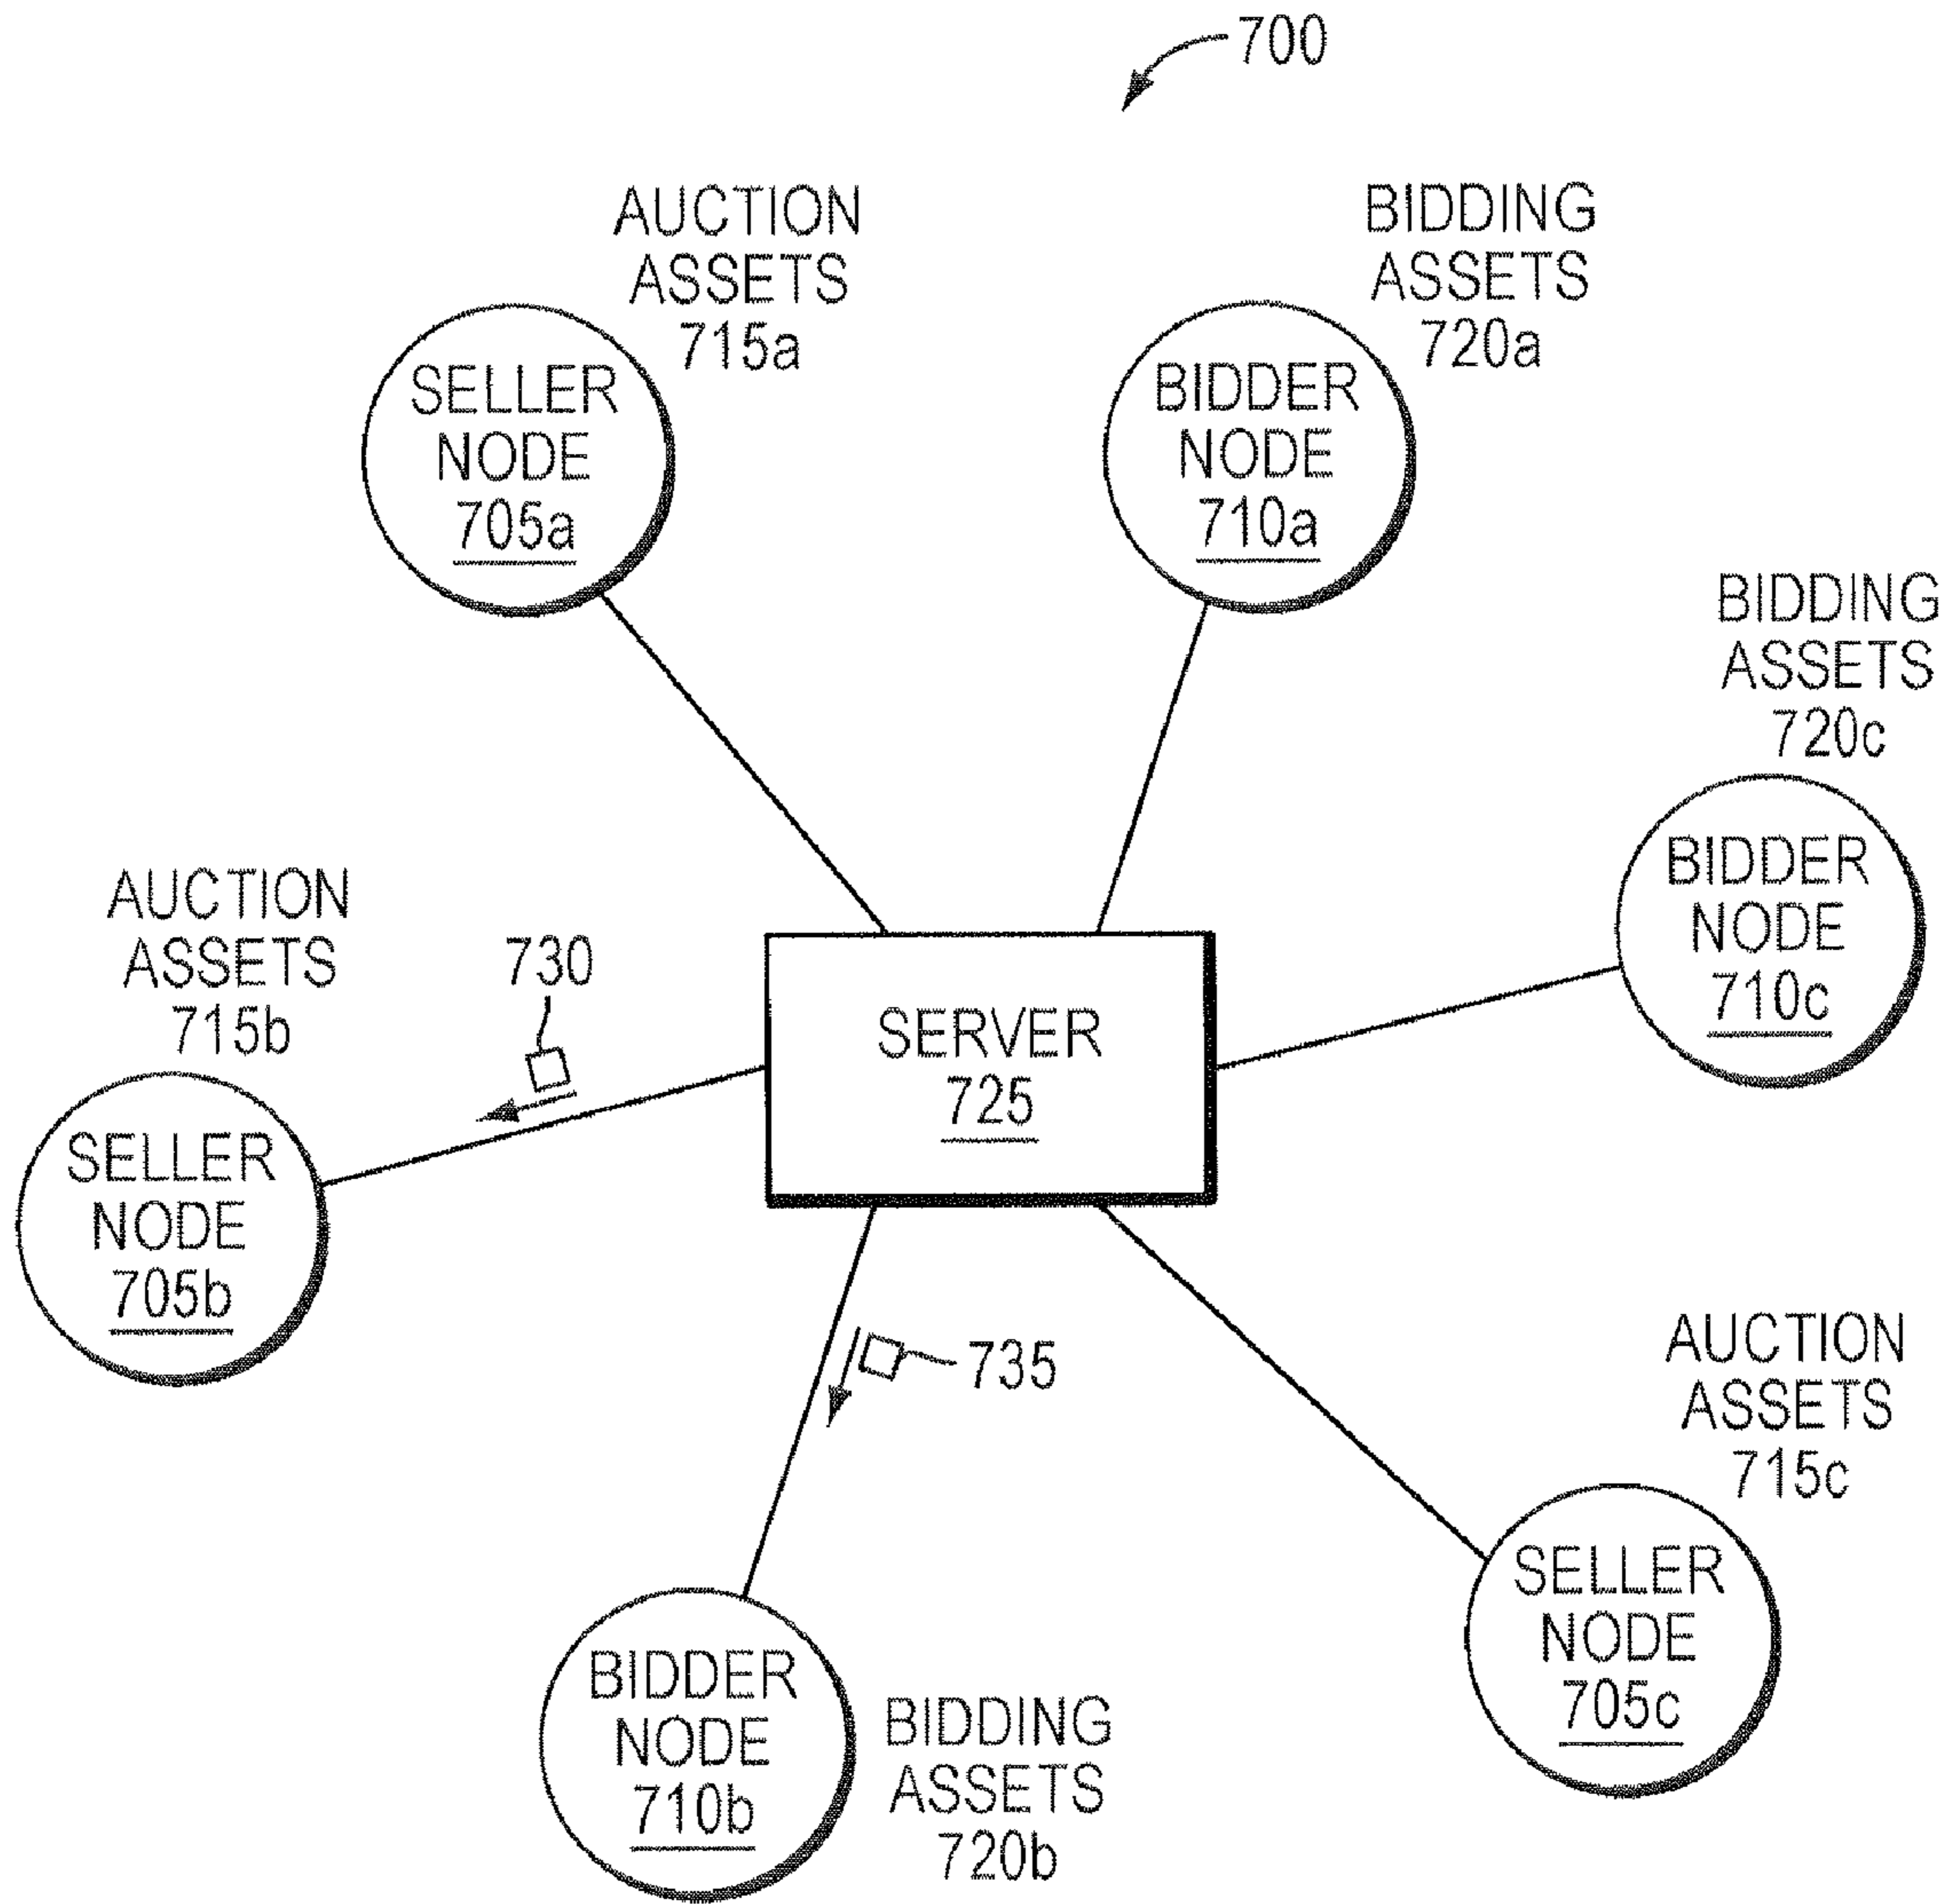 700
AUCTION
ASSETS
715a
BIDDING
ASSETS
720a
SELLER
NODE
705a
BIDDER
NODE
710a
BIDDING
ASSETS
720c
BIDDER
NODE
710c
AUCTION
ASSETS
715b
730
SERVER
725
SELLER
NODE
705b
735
AUCTION
ASSETS
715c
SELLER
NODE
705c
BIDDER
NODE
710b
BIDDING
ASSETS
720b